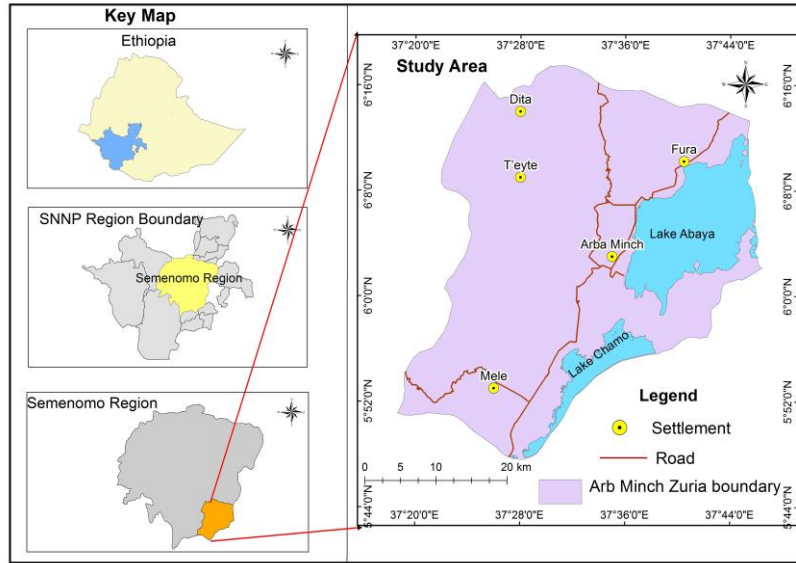 Key Map
Ethiopia
SNNP Region Boundary
Semenomo Region
Semenomo Region
37°20'0"E 37°28'0"E 37°36'0"E 37°44'0"E
Study Area
6°16'0"N
6°8'0"N
6°0'0"N
5°52'0"N
5°44'0"N
Dita
T'eyte
Fura
Arba Minch
Lake Abaya
Lake Chamo
Mele
0 5 10 20 km
Legend
Settlement
Road
Arb Minch Zuria boundary
6°16'0"N
6°8'0"N
6°0'0"N
5°52'0"N
5°44'0"N
37°20'0"E 37°28'0"E 37°36'0"E 37°44'0"E